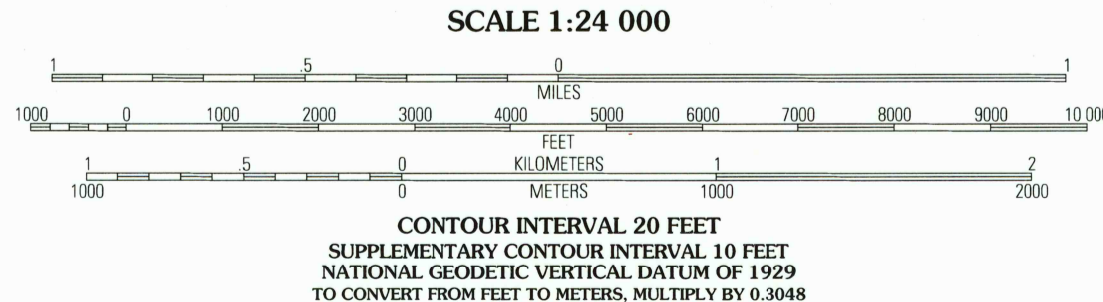 SCALE 1:24 000
1 .5 0 1
MILES
1000 0 1000 2000 3000 4000 5000 6000 7000 8000 9000 10 000
FEET
1 .5 0 KILOMETERS 1 2
1000 0 METERS 1000 2000
CONTOUR INTERVAL 20 FEET
SUPPLEMENTARY CONTOUR INTERVAL 10 FEET
NATIONAL GEODETIC VERTICAL DATUM OF 1929
TO CONVERT FROM FEET TO METERS, MULTIPLY BY 0.3048